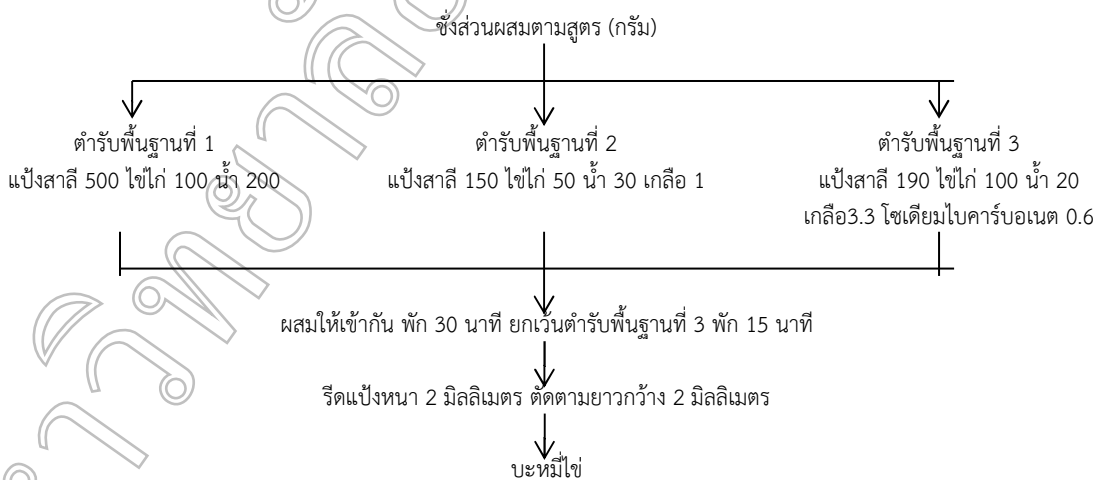 ชั่งส่วนผสมตามสูตร (กรัม)
ตำรับพื้นฐานที่ 1
แป้งสาลี 500 ไข่ไก่ 100 น้ำ 200
ตำรับพื้นฐานที่ 2
แป้งสาลี 150 ไข่ไก่ 50 น้ำ 30 เกลือ 1
ตำรับพื้นฐานที่ 3
แป้งสาลี 190 ไข่ไก่ 100 น้ำ 20
เกลือ3.3 โซเดียมไบคาร์บอเนต 0.6
ผสมให้เข้ากัน พัก 30 นาที ยกเว้นตำรับพื้นฐานที่ 3 พัก 15 นาที
รีดแป้งหนา 2 มิลลิเมตร ตัดตามยาวกว้าง 2 มิลลิเมตร
บะหมี่ไข่